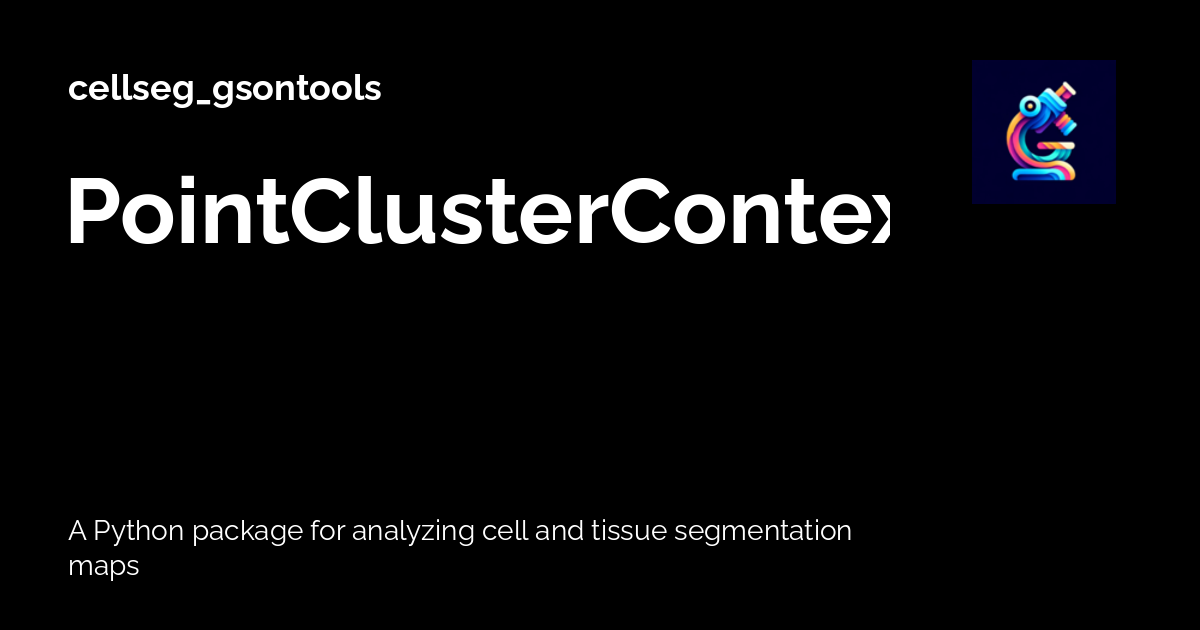 cellseg_gsontools
PointClusterContex
A Python package for analyzing cell and tissue segmentation
maps